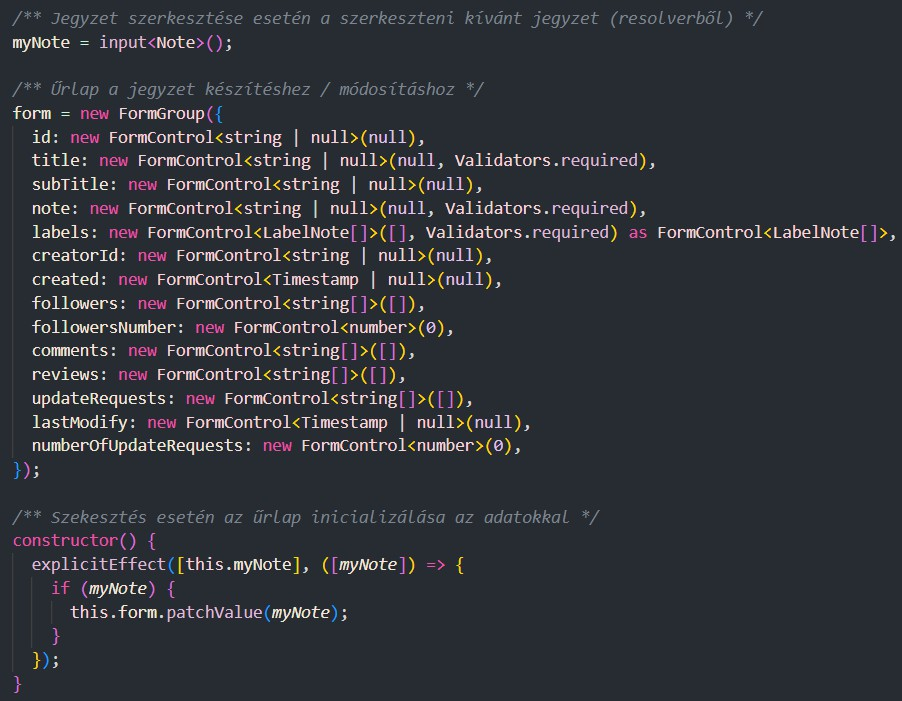 /** Jegyzet szerkesztése esetén a szerkeszteni kívánt jegyzet (resolverből) */
myNote = input<Note>();

/** Űrlap a jegyzet készítéshez / módosításhoz */
form = new FormGroup({
  id: new FormControl<string | null>(null),
  title: new FormControl<string | null>(null, Validators.required),
  subTitle: new FormControl<string | null>(null),
  note: new FormControl<string | null>(null, Validators.required),
  labels: new FormControl<LabelNote[]>([], Validators.required) as FormControl<LabelNote[]>,
  creatorId: new FormControl<string | null>(null),
  created: new FormControl<Timestamp | null>(null),
  followers: new FormControl<string[]>([]),
  followersNumber: new FormControl<number>(0),
  comments: new FormControl<string[]>([]),
  reviews: new FormControl<string[]>([]),
  updateRequests: new FormControl<string[]>([]),
  lastModify: new FormControl<Timestamp | null>(null),
  numberOfUpdateRequests: new FormControl<number>(0),
});

/** Szekesztés esetén az űrlap inicializálása az adatokkal */
constructor() {
  explicitEffect([this.myNote], ([myNote]) => {
    if (myNote) {
      this.form.patchValue(myNote);
    }
  });
}